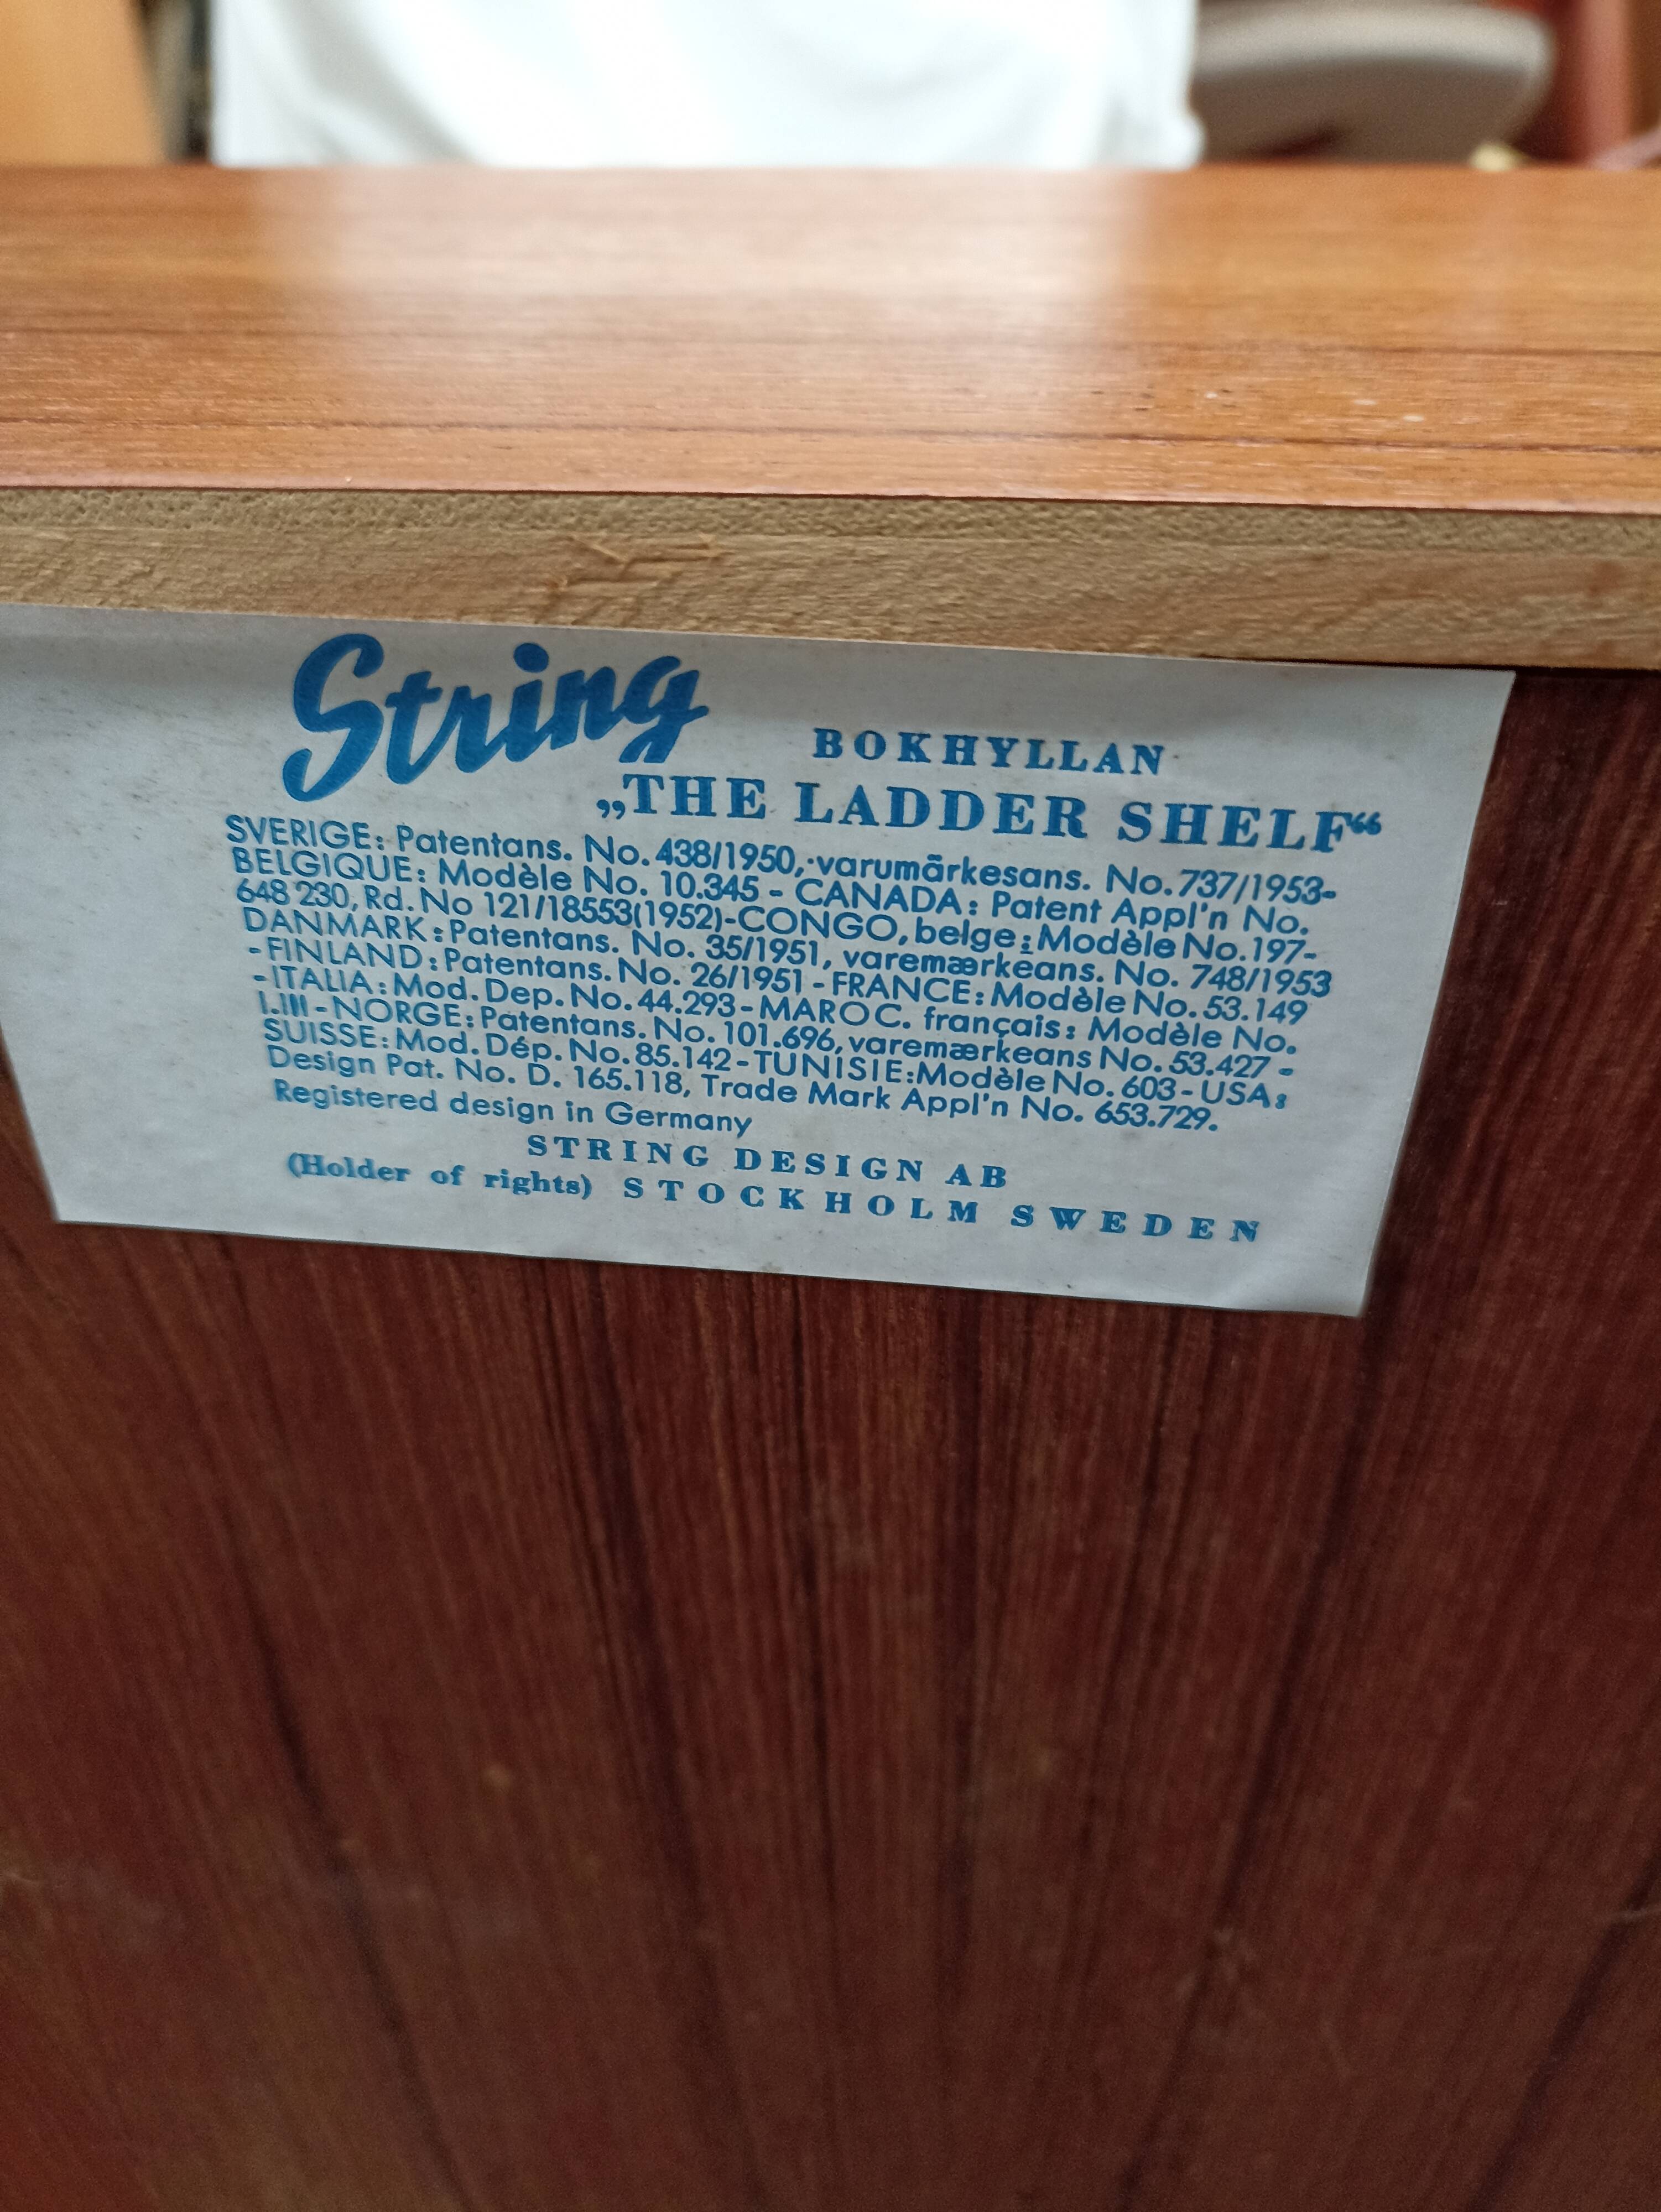 String BOKHYLLAN
„THE LADDER SHELF“
SVERIGE: Patentans. No. 438/1950, varumärkesans. No. 737/1953-
BELGIQUE: Modèle No. 10.345 - CANADA: Patent Appl'n No.
648 230, Rd. No 121/18553(1952)-CONGO, belge: Modèle No. 197-
DANMARK: Patentans. No. 35/1951, varemærkeans. No. 748/1953
-FINLAND: Patentans. No. 26/1951 - FRANCE: Modèle No. 53.149
-ITALIA: Mod. Dep. No. 44.293-MAROC. français: Modèle No.
I.III - NORGE: Patentans. No. 101.696, varemærkeans No. 53.427 -
SUISSE: Mod. Dép. No. 85.142-TUNISIE: Modèle No. 603-USA:
Design Pat. No. D. 165.118, Trade Mark Appl'n No. 653.729.
Registered design in Germany
STRING DESIGN AB
(Holder of rights) STOCKHOLM SWEDEN